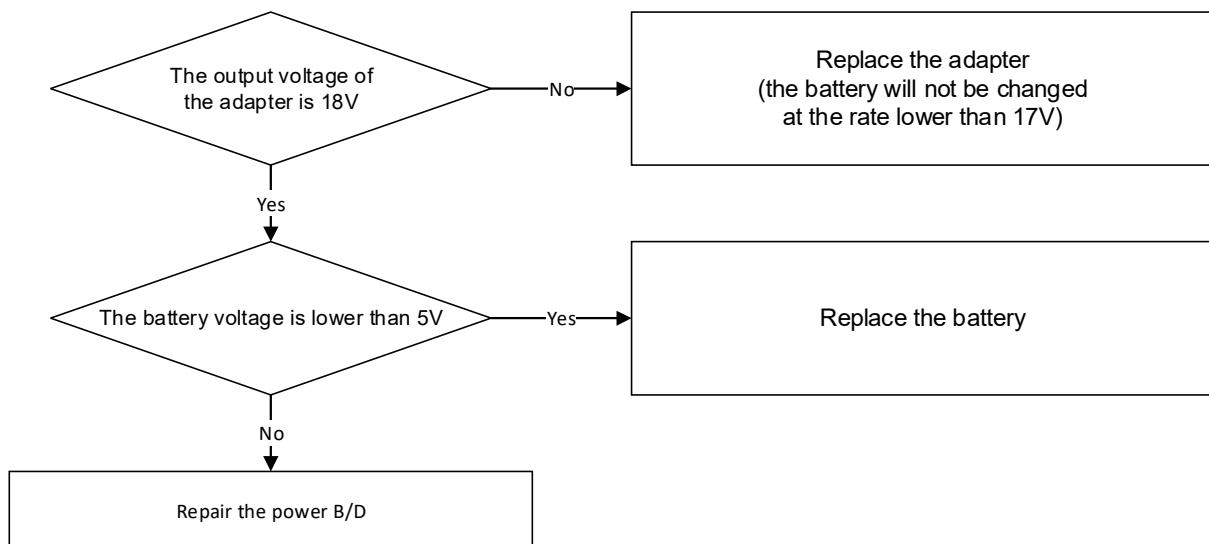 The output voltage of
the adapter is 18V
No
Replace the adapter
(the battery will not be changed
at the rate lower than 17V)
Yes
The battery voltage is lower than 5V
Yes
Replace the battery
No
Repair the power B/D